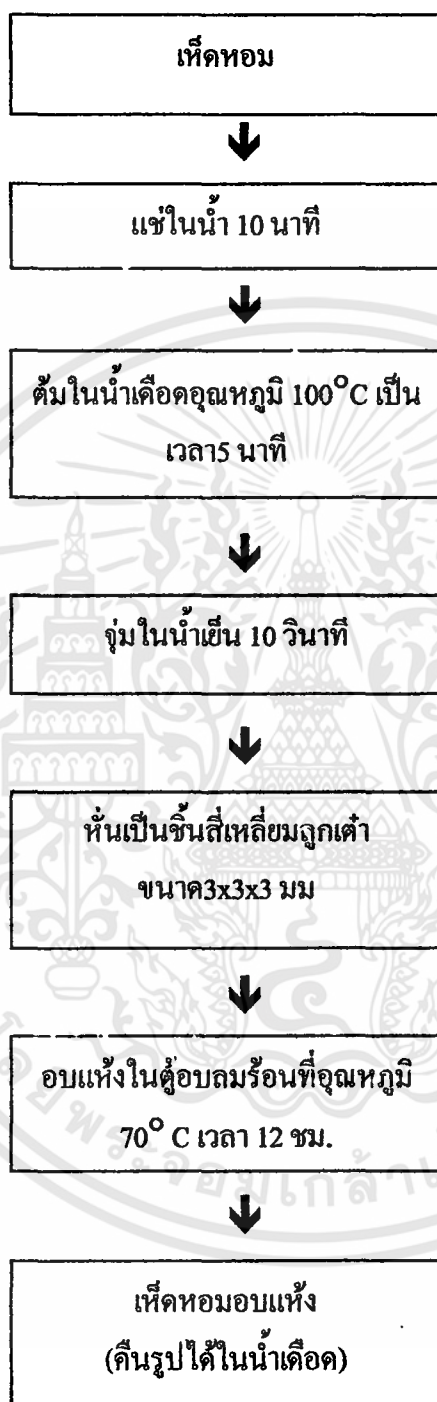 เห็ดหอม
แช่ในน้ำ 10 นาที
ต้มในน้ำเดือดอุณหภูมิ 100°C เป็น
เวลา5 นาที
จุ่มในน้ำเย็น 10 วินาที
หั่นเป็นชิ้นสี่เหลี่ยมลูกเต๋า
ขนาด3x3x3 มม
อบแห้งในตู้อบลมร้อนที่อุณหภูมิ
70° C เวลา 12 ชม.
เห็ดหอมอบแห้ง
(คืนรูปได้ในน้ำเดือด)